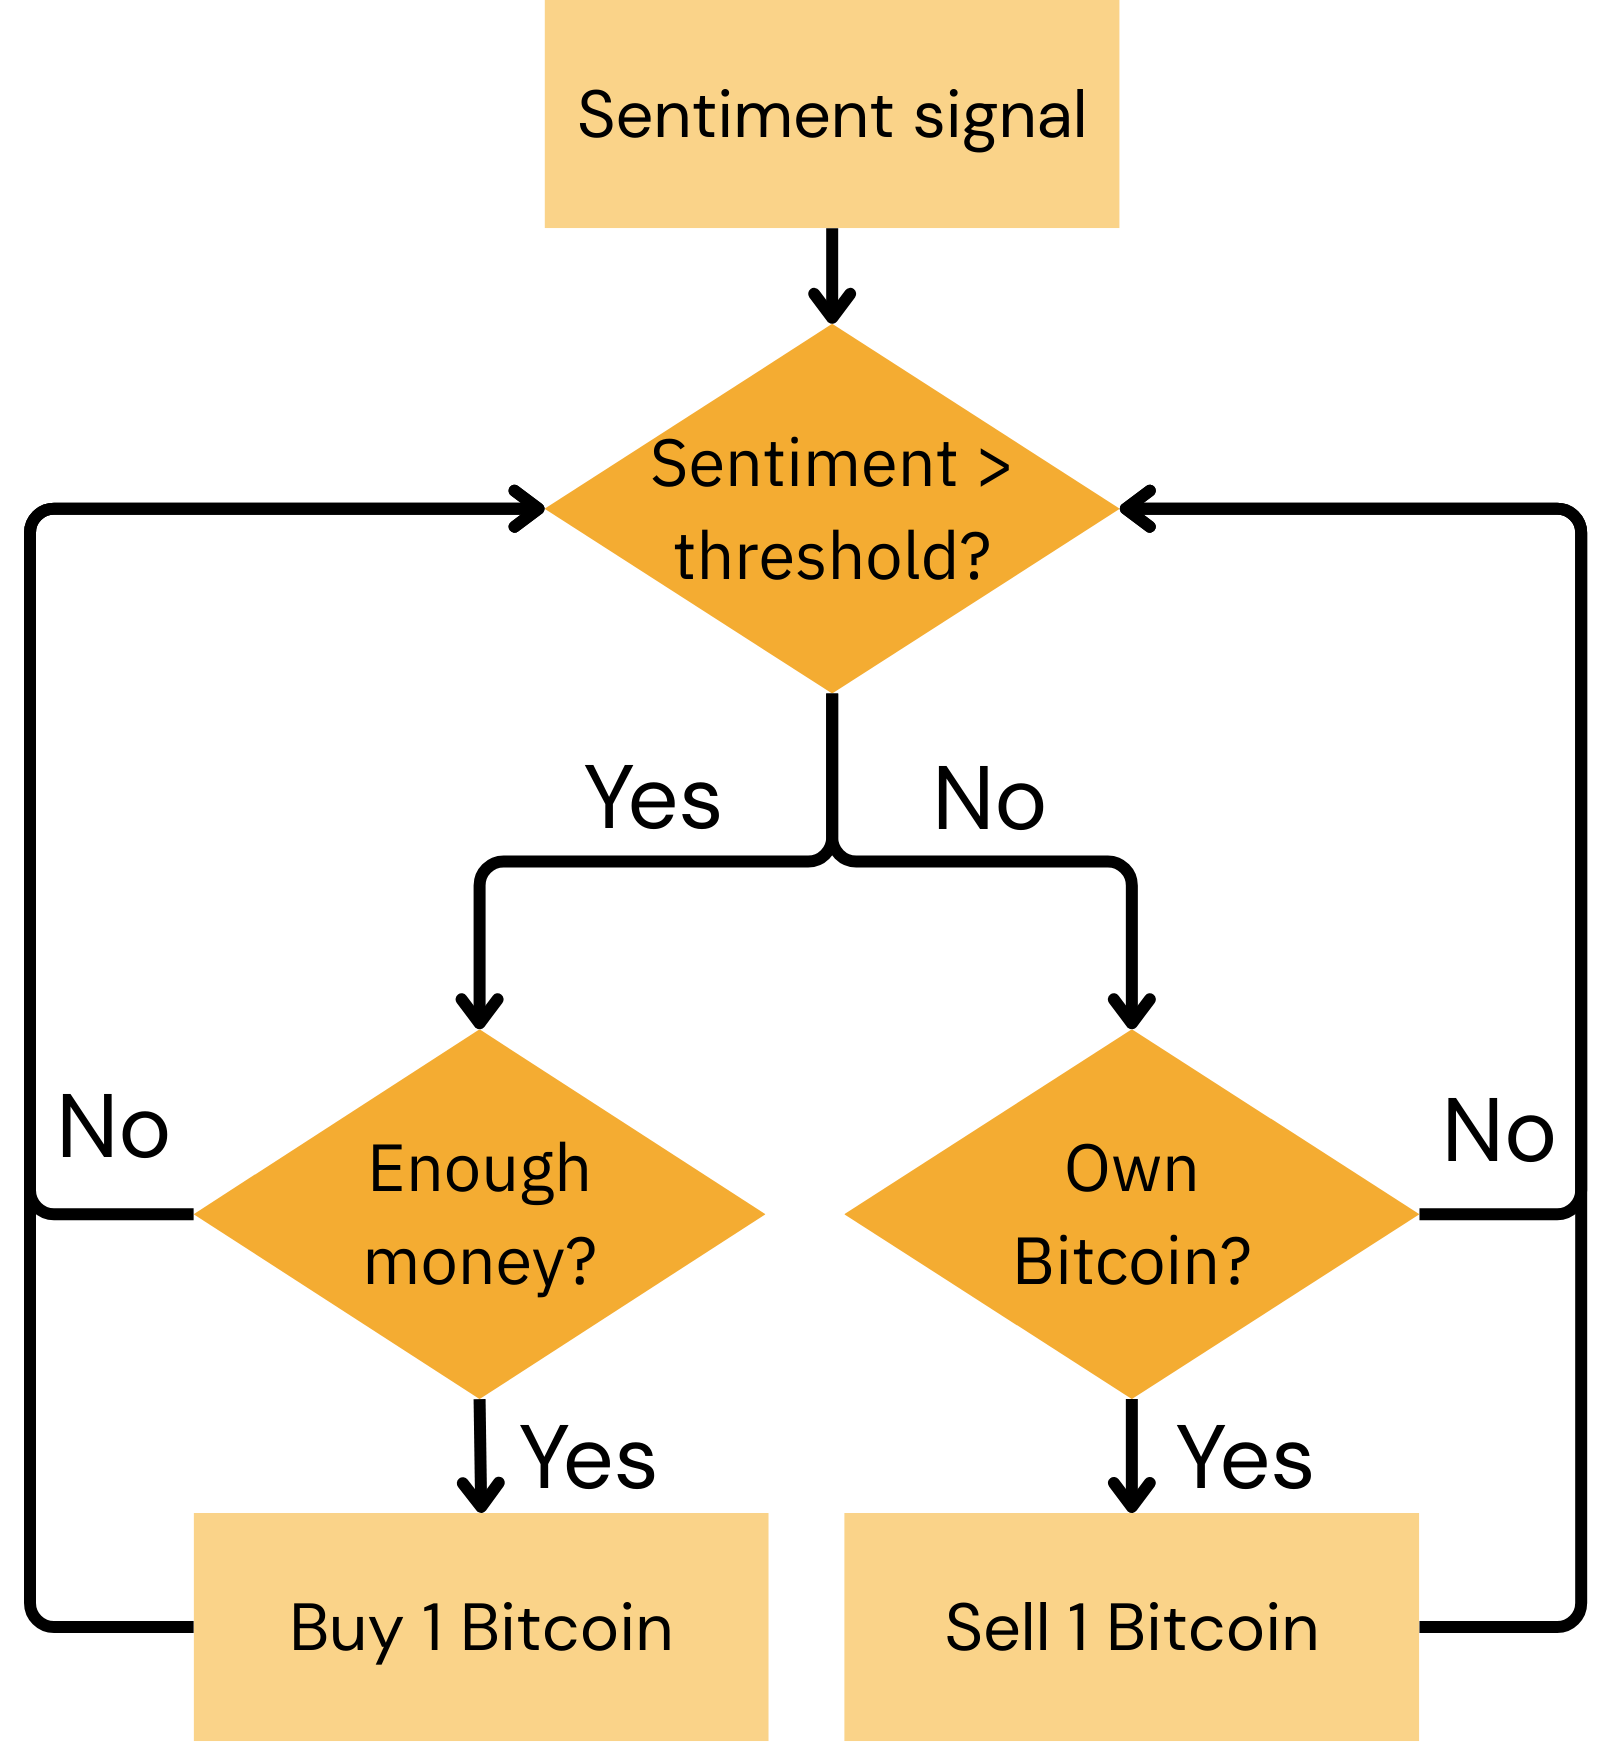 Sentiment signal
Sentiment >
threshold?
Yes
No
No
No
Enough
money?
Own
Bitcoin?
Yes
Yes
Buy 1 Bitcoin
Sell 1 Bitcoin